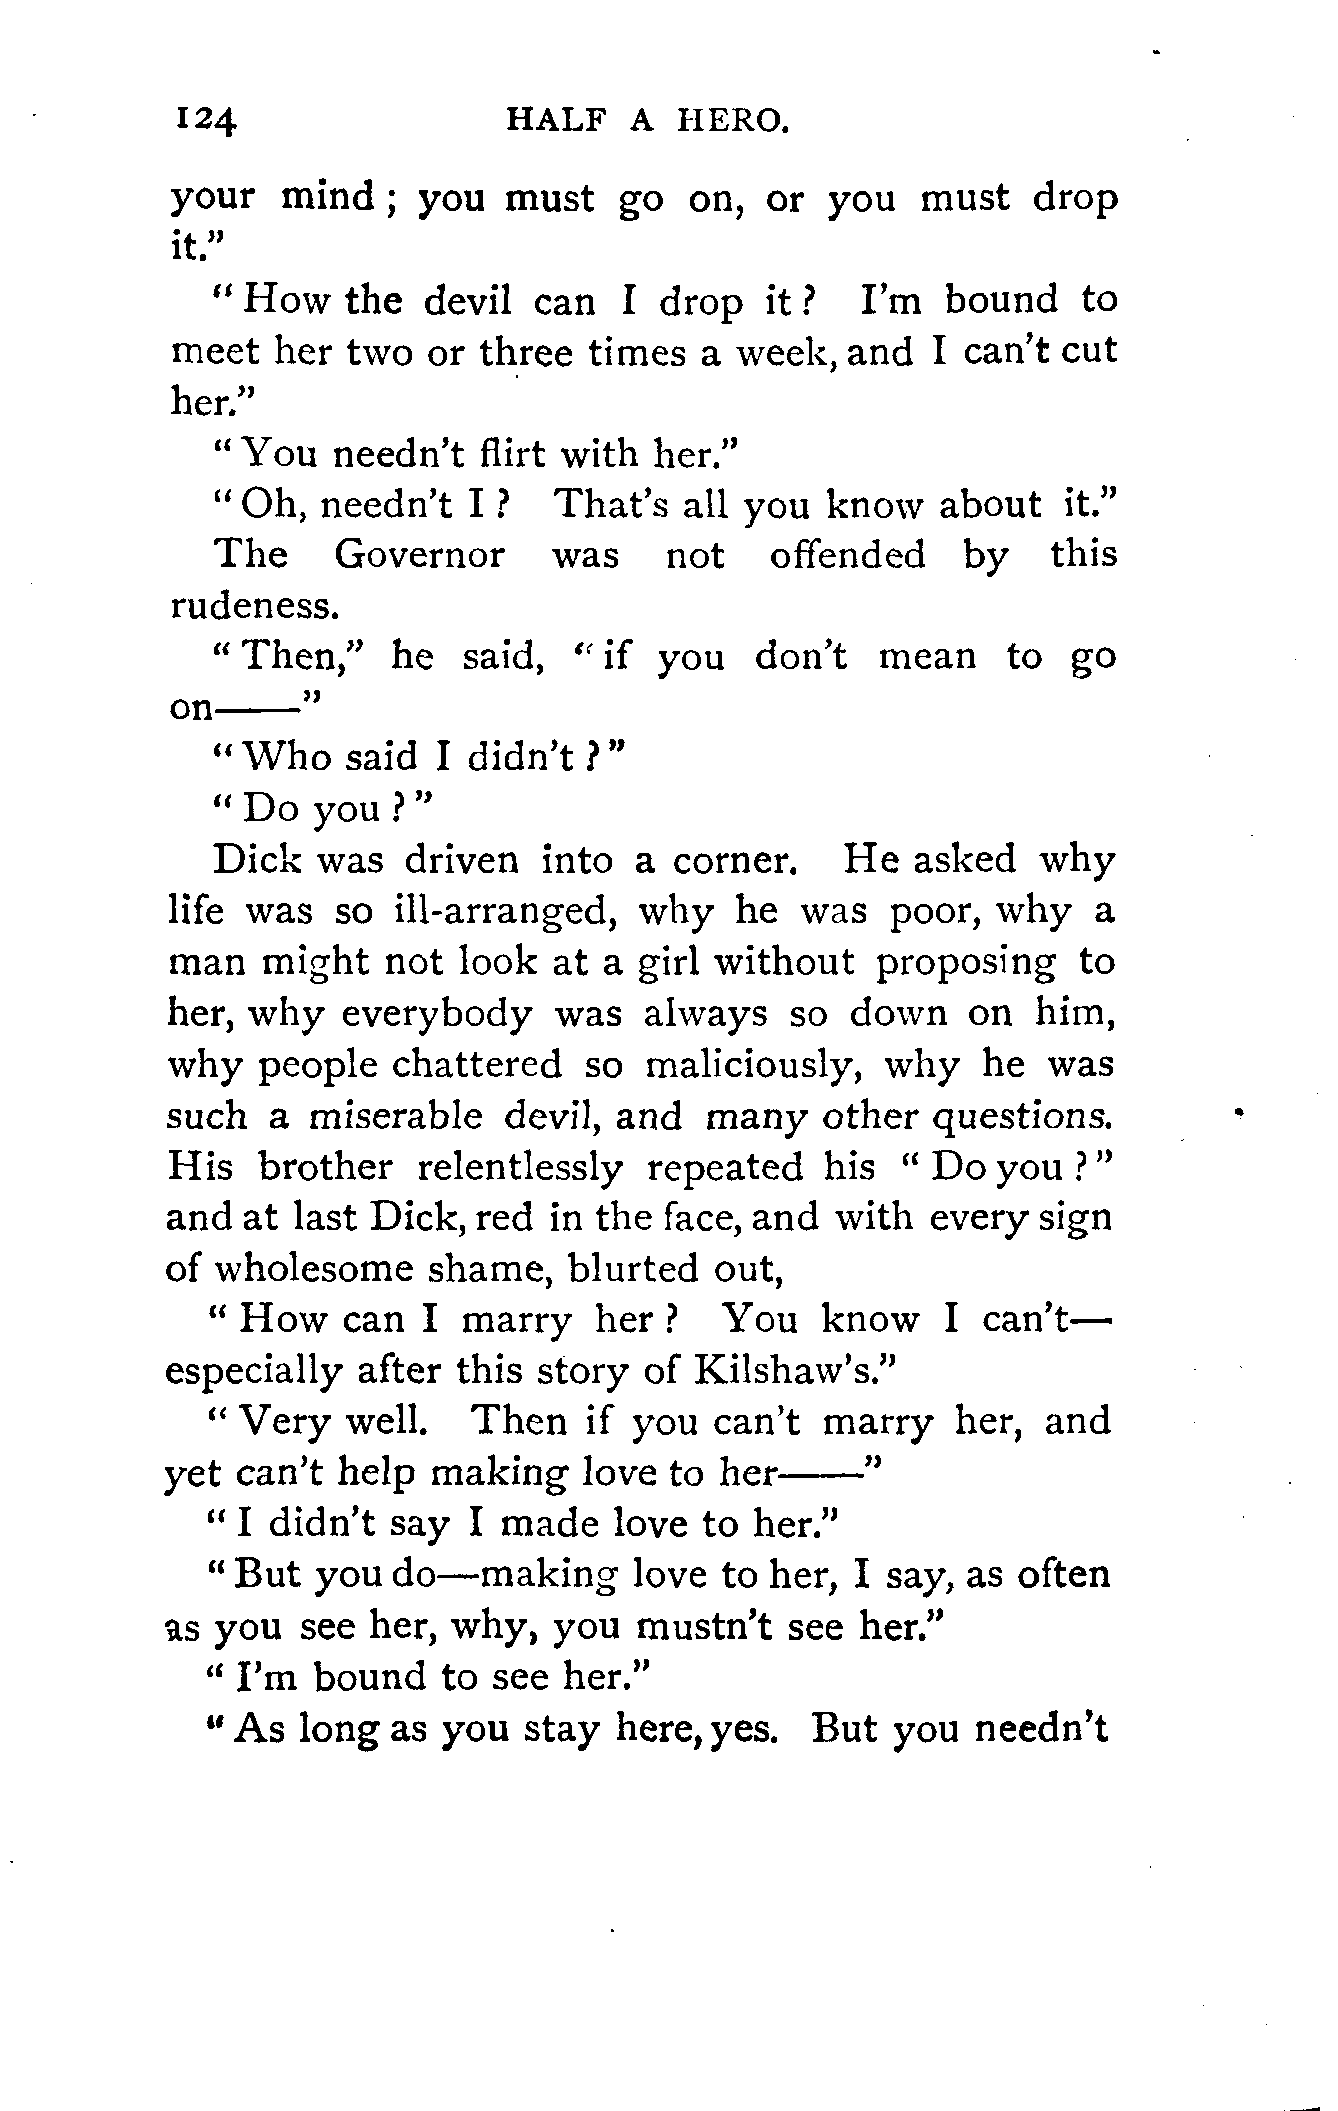 124 HALF A HERO.
your mind; you must go on, or you must drop
it."
"How the devil can I drop it? I'm bound to
meet her two or three times a week, and I can't cut
her."
"You needn't flirt with her."
"Oh, needn't I? That's all you know about it."
The Governor was not offended by this
rudeness.
"Then," he said, "if you don't mean to go
on——"
"Who said I didn't?"
"Do you?"
Dick was driven into a corner. He asked why
life was so ill-arranged, why he was poor, why a
man might not look at a girl without proposing to
her, why everybody was always so down on him,
why people chattered so maliciously, why he was
such a miserable devil, and many other questions.
His brother relentlessly repeated his "Do you?"
and at last Dick, red in the face, and with every sign
of wholesome shame, blurted out,
"How can I marry her? You know I can't—
especially after this story of Kilshaw's."
"Very well. Then if you can't marry her, and
yet can't help making love to her——"
"I didn't say I made love to her."
"But you do—making love to her, I say, as often
as you see her, why, you mustn't see her."
"I'm bound to see her."
"As long as you stay here, yes. But you needn't